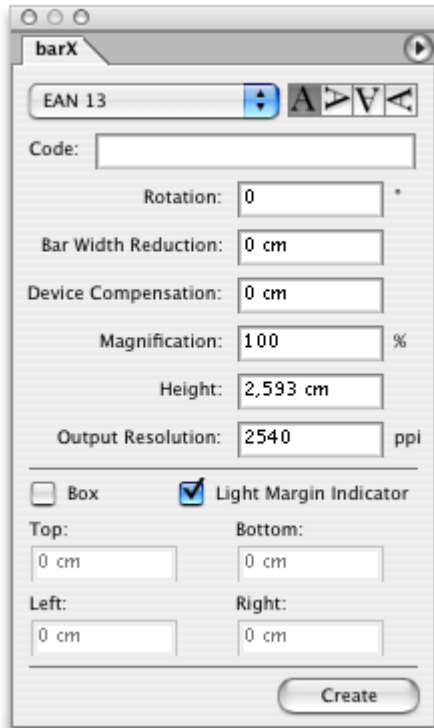 barX
EAN 13 A A A A
Code:
Rotation: 0 °
Bar Width Reduction: 0 cm
Device Compensation: 0 cm
Magnification: 100 %
Height: 2,593 cm
Output Resolution: 2540 ppi
Box Light Margin Indicator
Top: Bottom:
0 cm 0 cm
Left: Right:
0 cm 0 cm
Create